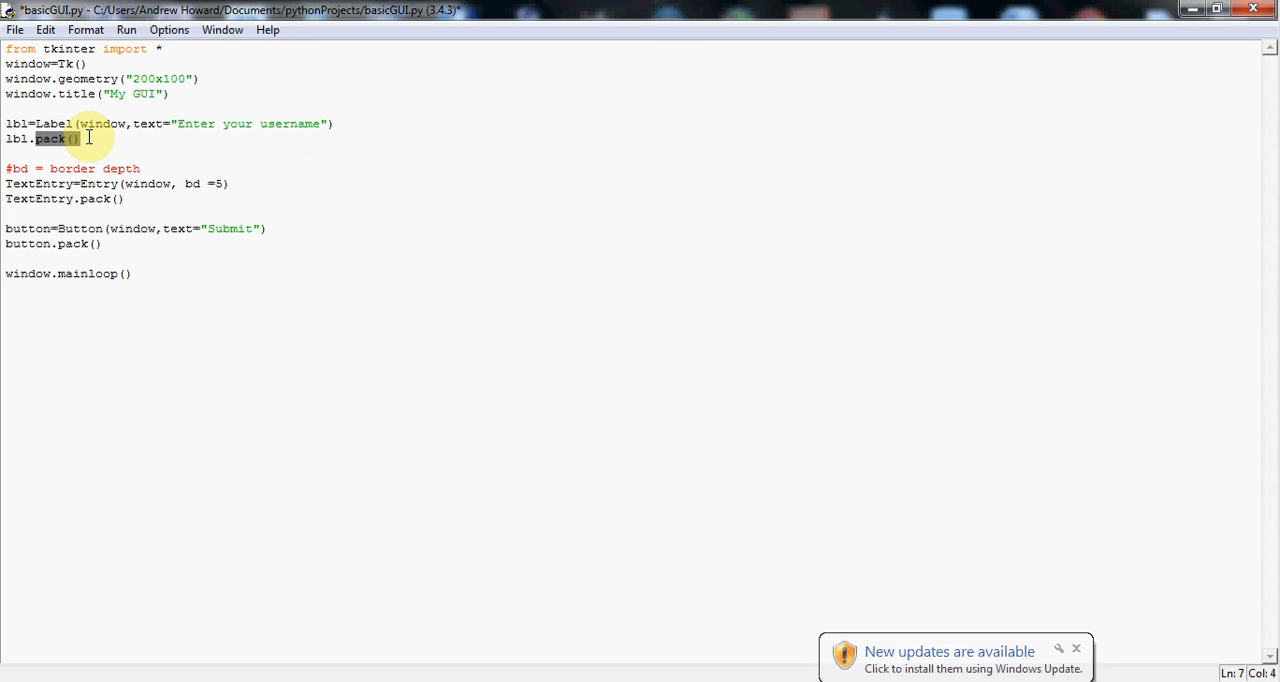 *basicGUI.py - C:/Users/Andrew Howard/Documents/pythonProjects/basicGUI.py (3.4.3)*
File Edit Format Run Options Window Help
from tkinter import *
window=Tk()
window.geometry("200x100")
window.title("My GUI")
lbl=Label(window,text="Enter your username")
lbl.pack()
#bd = border depth
TextEntry=Entry(window, bd =5)
TextEntry.pack()
button=Button(window,text="Submit")
button.pack()
window.mainloop()
New updates are available
Click to install them using Windows Update.
Ln: 7 Col: 4